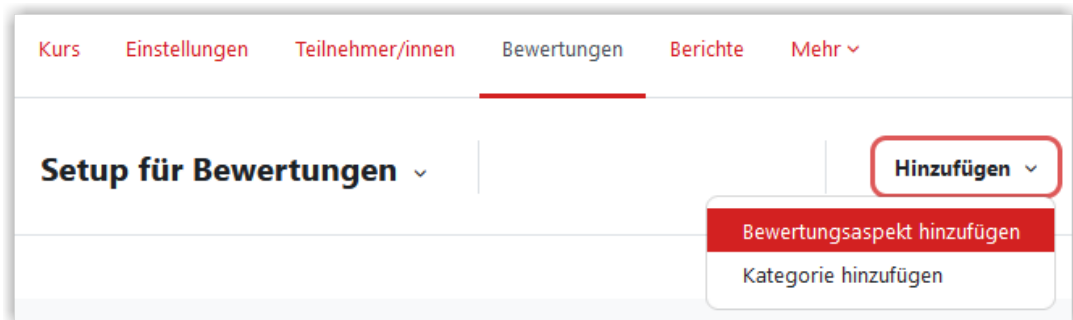 Kurs Einstellungen Teilnehmer/innen Bewertungen Berichte Mehr
Setup für Bewertungen Hinzufügen
Bewertungsaspekt hinzufügen
Kategorie hinzufügen